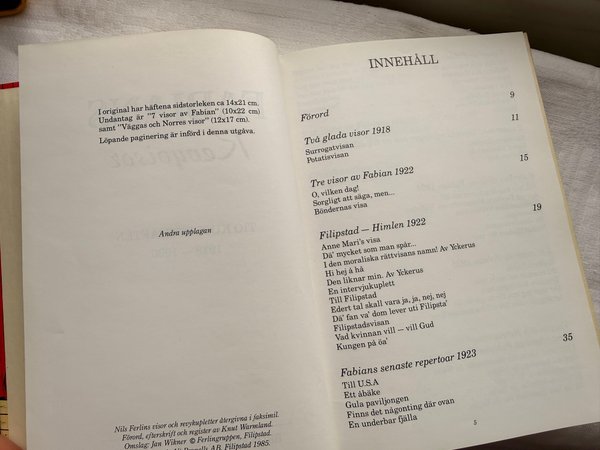 I original har häftena sidstorleken ca 14x21 cm.
Undantag är "7 visor av Fabian" (10x22 cm)
samt "Väggas och Norres visor" (12x17 cm).
Löpande paginering är införd i denna utgåva.
Andra upplagan
Nils Ferlins visor och revykupletter återgivna i faksimil.
Förord, efterskrift och register av Knut Warmland.
Omslag: Jan Wikner © Ferlingruppen, Filipstad.
AB, Filipstad 1985.
INNEHÅLL
Förord 9
Två glada visor 1918 11
Surrogatvisan
Potatisvisan
Tre visor av Fabian 1922 15
O, vilken dag!
Sorgligt att säga, men...
Böndernas visa
Filipstad — Himlen 1922 19
Anne Mari's visa
Dä' mycket som man spår...
I den moraliska rättvisans namn! Av Yckerus
Hi hej å hå
Den liknar min. Av Yckerus
En intervjukuplett
Till Filipstad
Edert tal skall vara ja, ja, nej, nej
Dä' fan va' dom lever uti Filipsta'
Filipstadsvisan
Vad kvinnan vill — vill Gud
Kungen på öa'
Fabians senaste repertoar 1923 35
Till U.S.A
Ett åbäke
Gula paviljongen
Finns det någonting där ovan
En underbar fjälla
5